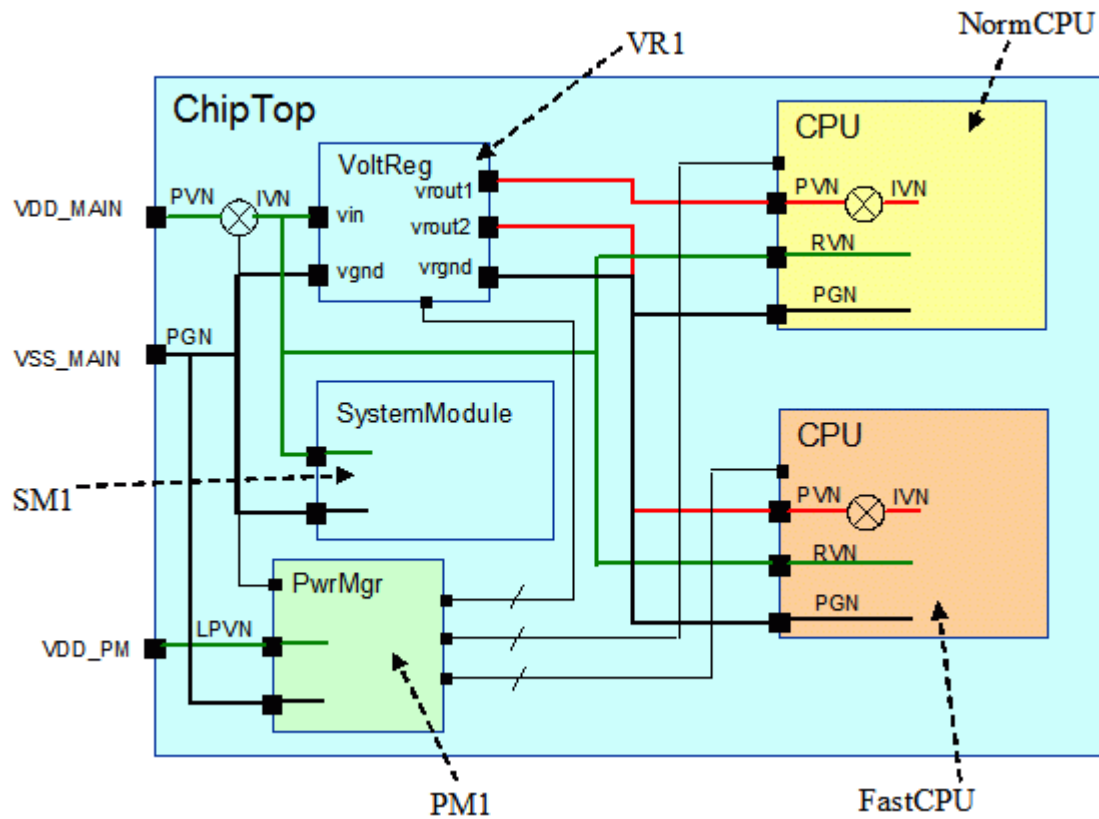 NormCPU
VR1
ChipTop
CPU
VoltReg
vrout1
PVN
IVN
PVN
IVN
VDD_MAIN
vin
vrout2
RVN
vgnd
vrgnd
PGN
PGN
VSS_MAIN
SystemModule
CPU
SM1
PVN
IVN
RVN
PwrMgr
PGN
LPVN
VDD_PM
PM1
FastCPU